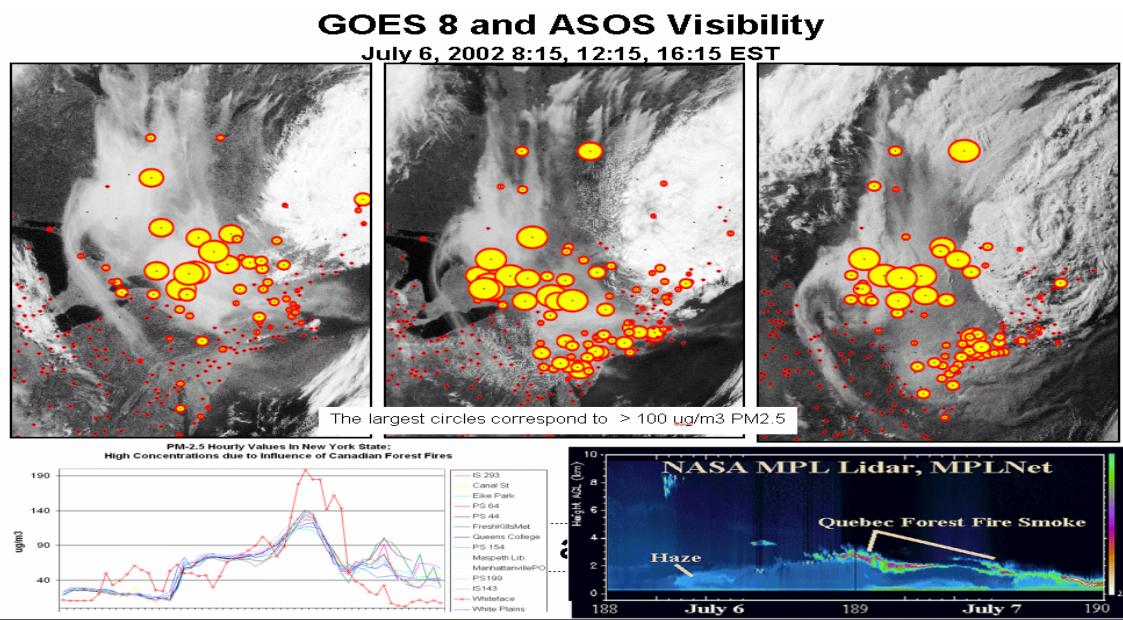 GOES 8 and ASOS Visibility
July 6, 2002 8:15, 12:15, 16:15 EST
The largest circles correspond to > 100 ug/m3 PM2.5
PM-2.5 Hourly Values In New York State:
High Concentrations due to Influence of Canadian Forest Fires
190
140
90
40
ug/m3
IS 293
Canal St
Eike Park
PS 64
PS 44
FreshKillsMet
Queens College
PS 154
Maspeth Lib.
ManhattanvillePO
PS199
IS143
Whiteface
White Plains
NASA MPL Lidar, MPLNet
Quebec Forest Fire Smoke
Haze
Height AGL (km)
10
8
6
4
2
0
188
July 6
189
July 7
190